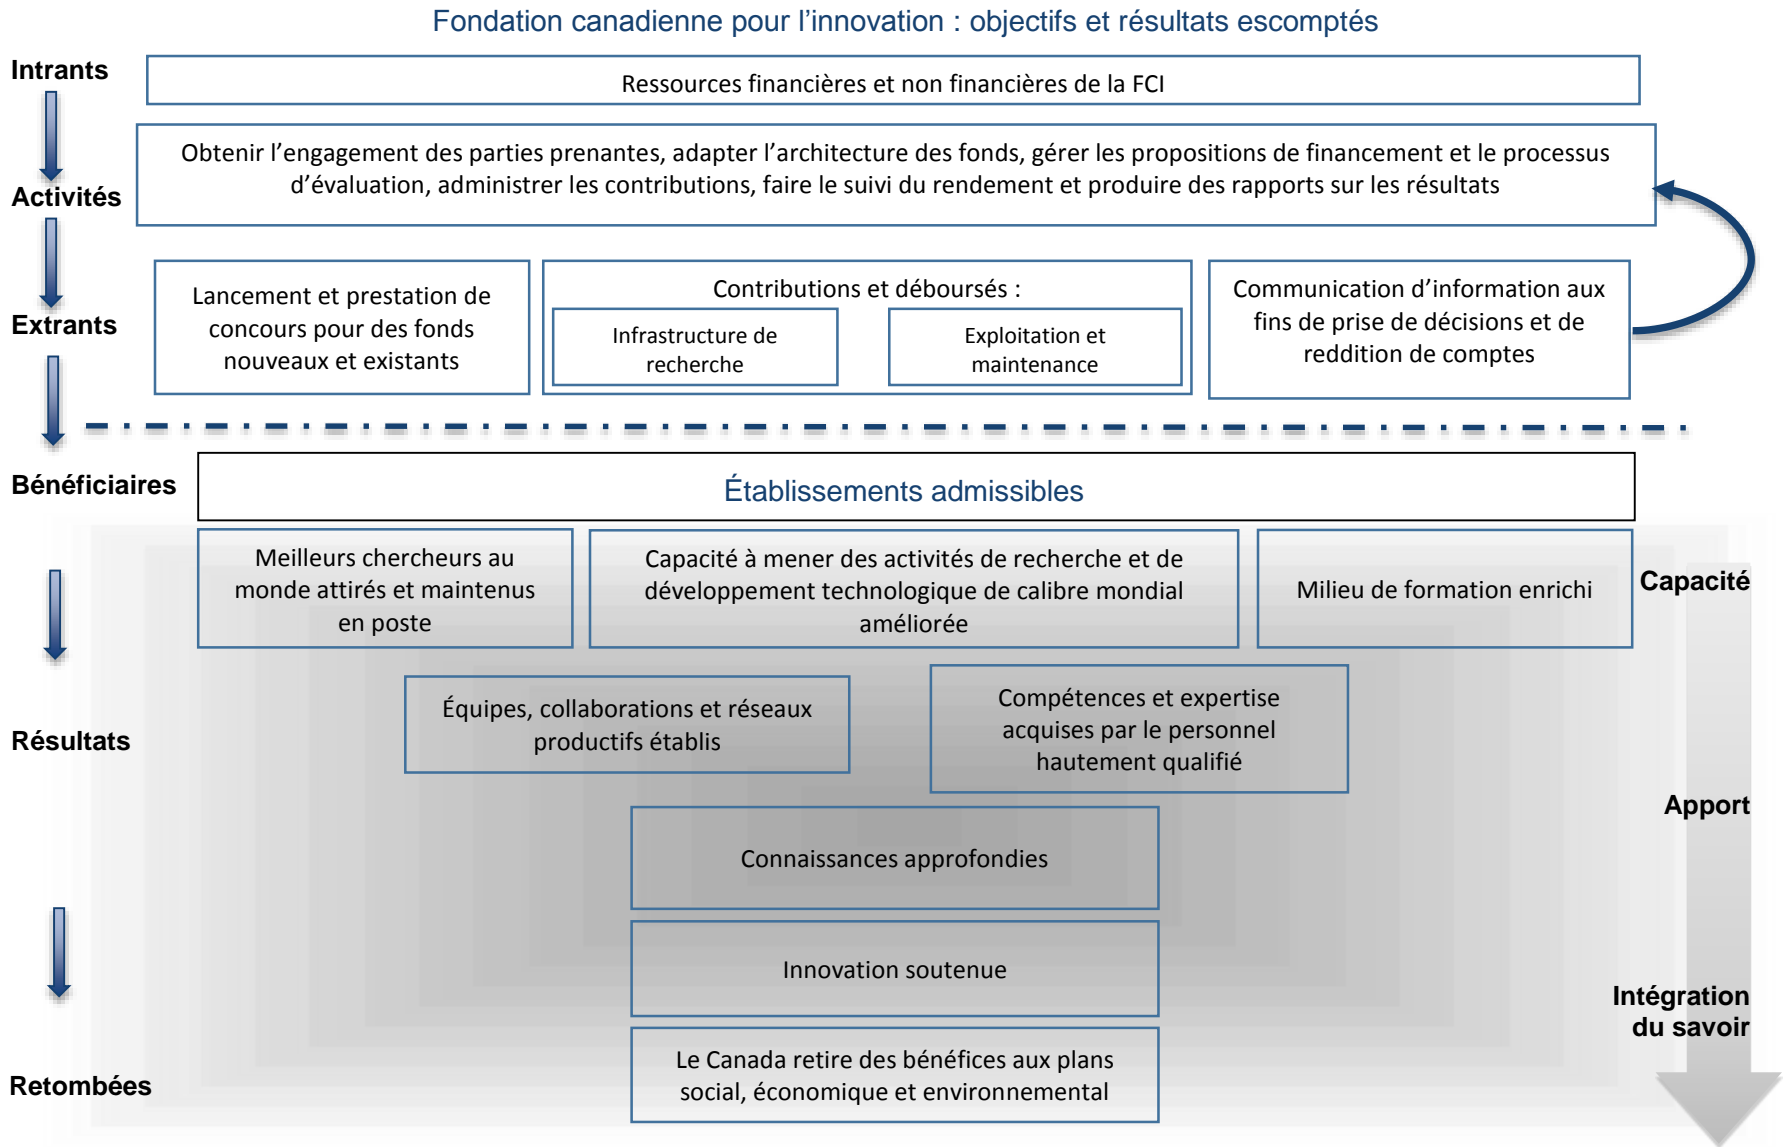 Fondation canadienne pour l’innovation : objectifs et résultats escomptés
Intrants
Ressources financières et non financières de la FCI
Activités
Obtenir l’engagement des parties prenantes, adapter l’architecture des fonds, gérer les propositions de financement et le processus
d’évaluation, administrer les contributions, faire le suivi du rendement et produire des rapports sur les résultats
Extrants
Lancement et prestation de
concours pour des fonds
nouveaux et existants
Contributions et déboursés :
Infrastructure de
recherche
Exploitation et
maintenance
Communication d’information aux
fins de prise de décisions et de
reddition de comptes
Bénéficiaires
Établissements admissibles
Meilleurs chercheurs au
monde attirés et maintenus
en poste
Capacité à mener des activités de recherche et de
développement technologique de calibre mondial
améliorée
Milieu de formation enrichi
Capacité
Résultats
Équipes, collaborations et réseaux
productifs établis
Compétences et expertise
acquises par le personnel
hautement qualifié
Apport
Connaissances approfondies
Innovation soutenue
Intégration
du savoir
Retombées
Le Canada retire des bénéfices aux plans
social, économique et environnemental